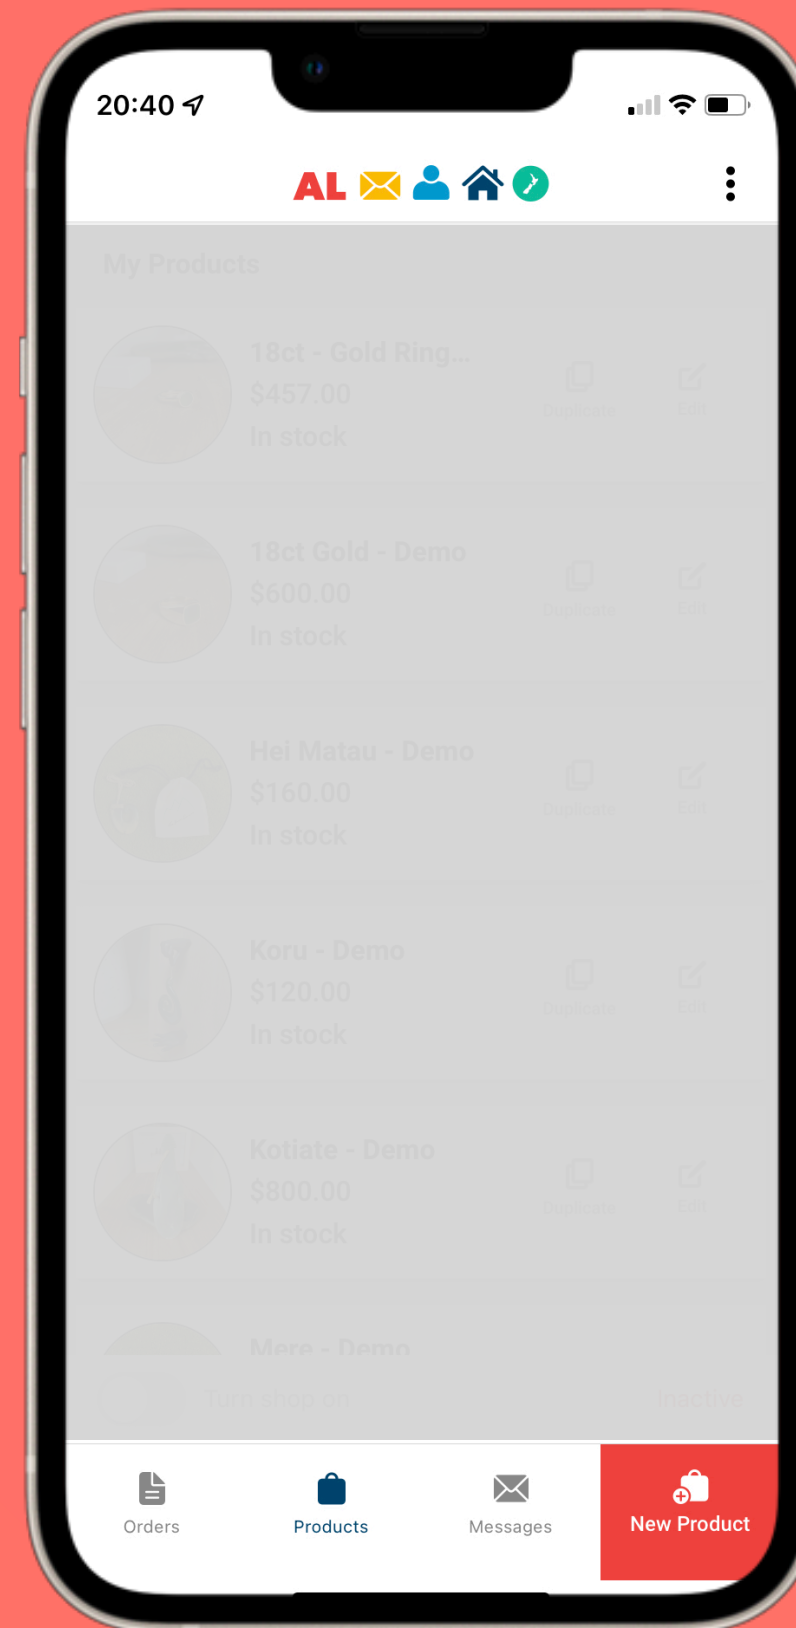 20:40
AL
My Products
18ct - Gold Ring...
$457.00
In stock
Duplicate
Edit
18ct Gold - Demo
$600.00
In stock
Duplicate
Edit
Hei Matau - Demo
$160.00
In stock
Duplicate
Edit
Koru - Demo
$120.00
In stock
Duplicate
Edit
Kotiate - Demo
$800.00
In stock
Duplicate
Edit
Mere - Demo
Turn shop on
Inactive
Orders
Products
Messages
New Product